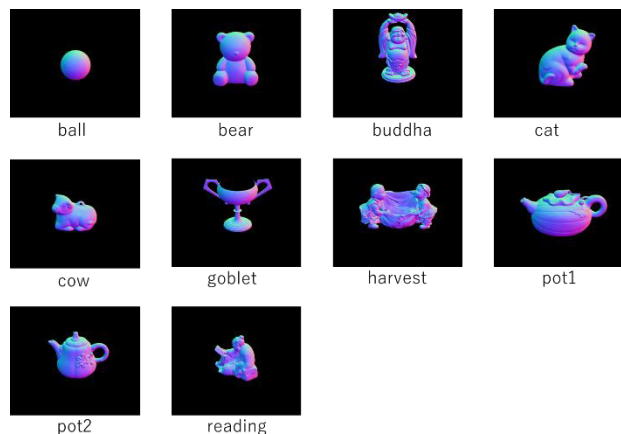 ball
bear
buddha
cat
cow
goblet
harvest
pot1
pot2
reading